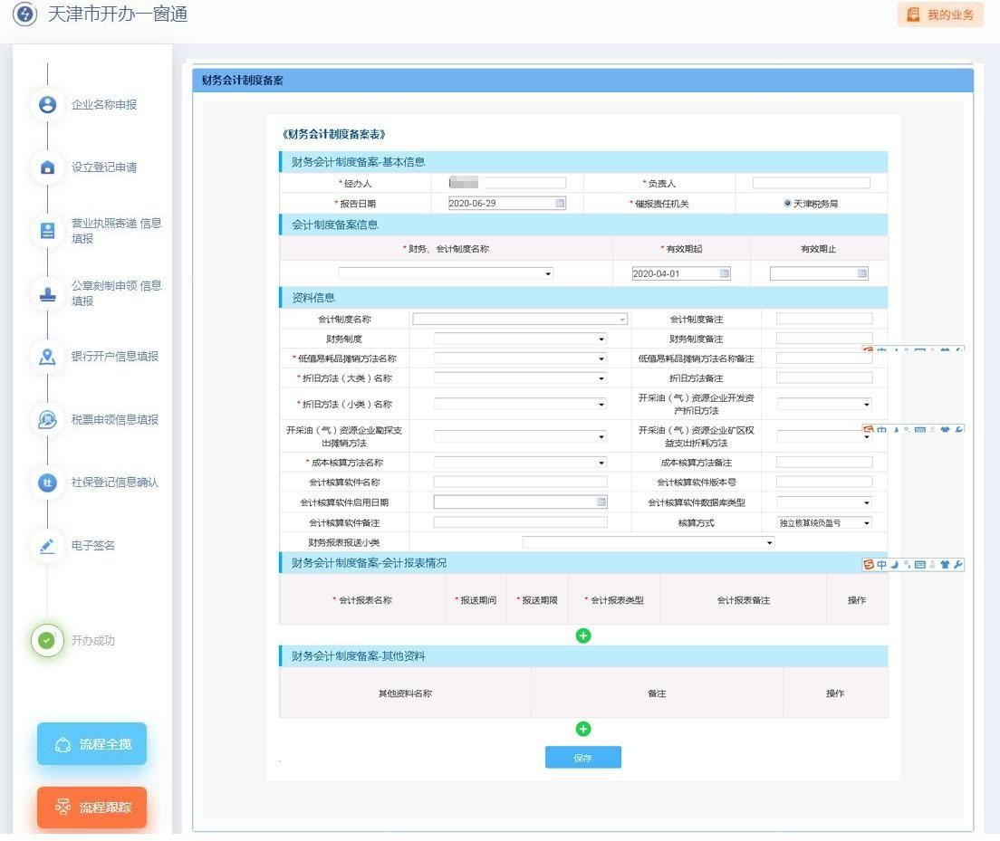 天津市开办一窗通
我的业务
企业名称申报
设立登记申请
营业执照寄递 信息
填报
公章刻制申领 信息
填报
银行开户信息填报
税票申领信息填报
社保登记信息确认
电子签名
开办成功
流程全揽
流程跟踪
财务会计制度备案
《财务会计制度备案表》
财务会计制度备案-基本信息
*经办人 *负责人
*报告日期 2020-06-29 *催报责任机关 天津税务局
会计制度备案信息
*财务、会计制度名称 *有效期起 有效期止
2020-04-01
资料信息
会计制度名称 会计制度备注
财务制度 财务制度备注
*低值易耗品摊销方法名称 低值易耗品摊销方法名称备注
*折旧方法（大类）名称 折旧方法备注
*折旧方法（小类）名称 开采油（气）资源企业开发资
产折旧方法
开采油（气）资源企业勘探支
出摊销方法 开采油（气）资源企业矿区权
益支出折耗方法
*成本核算方法名称 成本核算方法备注
会计核算软件名称 会计核算软件版本号
会计核算软件启用日期 会计核算软件数据库类型
会计核算软件备注 核算方式 独立核算统负盈亏
财务报表报送小类
财务会计制度备案-会计报表情况
中
*会计报表名称 *报送期间 *报送期限 *会计报表类型 会计报表备注 操作
财务会计制度备案-其他资料
其他资料名称 备注 操作
保存